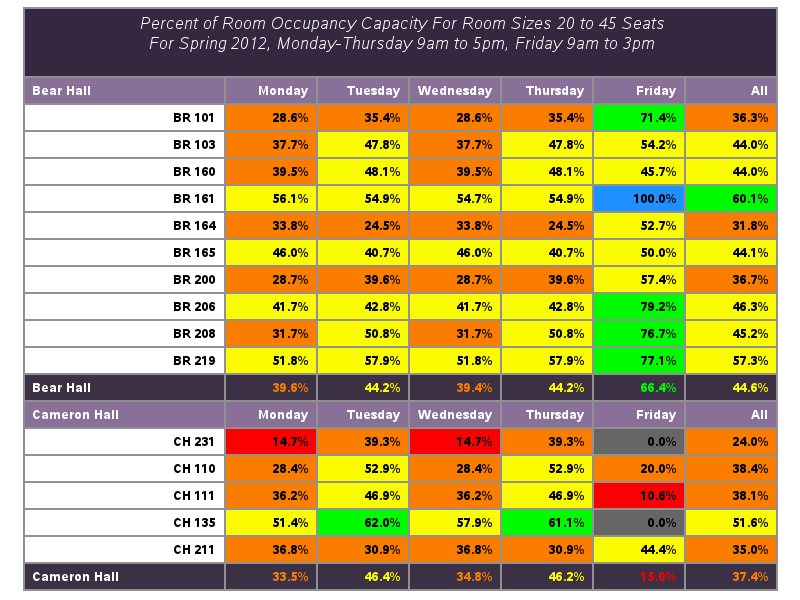 Percent of Room Occupancy Capacity For Room Sizes 20 to 45 Seats
For Spring 2012, Monday-Thursday 9am to 5pm, Friday 9am to 3pm
Bear Hall Monday Tuesday Wednesday Thursday Friday All
BR 101 28.6% 35.4% 28.6% 35.4% 71.4% 36.3%
BR 103 37.7% 47.8% 37.7% 47.8% 54.2% 44.0%
BR 160 39.5% 48.1% 39.5% 48.1% 45.7% 44.0%
BR 161 56.1% 54.9% 54.7% 54.9% 100.0% 60.1%
BR 164 33.8% 24.5% 33.8% 24.5% 52.7% 31.8%
BR 165 46.0% 40.7% 46.0% 40.7% 50.0% 44.1%
BR 200 28.7% 39.6% 28.7% 39.6% 57.4% 36.7%
BR 206 41.7% 42.8% 41.7% 42.8% 79.2% 46.3%
BR 208 31.7% 50.8% 31.7% 50.8% 76.7% 45.2%
BR 219 51.8% 57.9% 51.8% 57.9% 77.1% 57.3%
Bear Hall 39.6% 44.2% 39.4% 44.2% 66.4% 44.6%
Cameron Hall Monday Tuesday Wednesday Thursday Friday All
CH 231 14.7% 39.3% 14.7% 39.3% 0.0% 24.0%
CH 110 28.4% 52.9% 28.4% 52.9% 20.0% 38.4%
CH 111 36.2% 46.9% 36.2% 46.9% 10.6% 38.1%
CH 135 51.4% 62.0% 57.9% 61.1% 0.0% 51.6%
CH 211 36.8% 30.9% 36.8% 30.9% 44.4% 35.0%
Cameron Hall 33.5% 46.4% 34.8% 46.2% 15.0% 37.4%